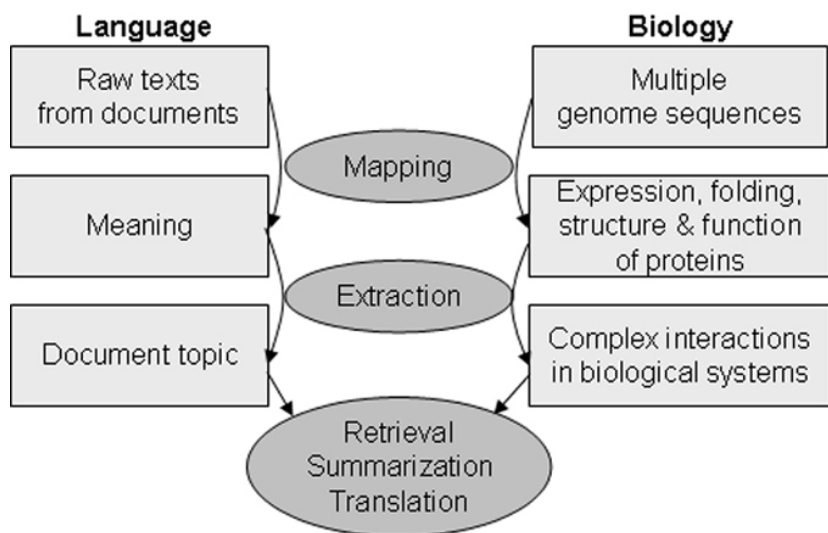 Language
Biology
Raw texts
from documents
Multiple
genome sequences
Mapping
Meaning
Expression, folding,
structure & function
of proteins
Extraction
Document topic
Complex interactions
in biological systems
Retrieval
Summarization
Translation